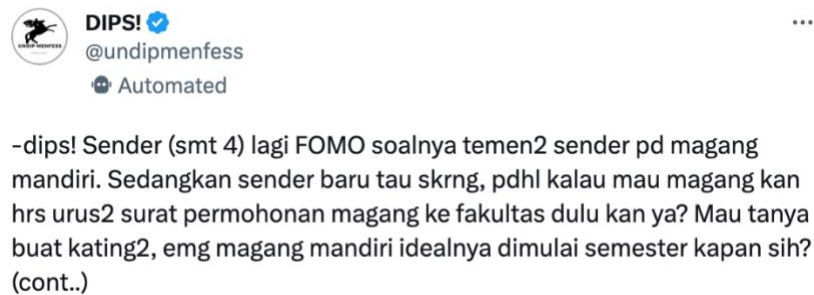 DIPS!
@undipmenfess
Automated
UNDIP MENFESS
-dips! Sender (smt 4) lagi FOMO soalnya temen2 sender pd magang
mandiri. Sedangkan sender baru tau skrng, pdhl kalau mau magang kan
hrs urus2 surat permohonan magang ke fakultas dulu kan ya? Mau tanya
buat kating2, emg magang mandiri idealnya dimulai semester kapan sih?
(cont..)